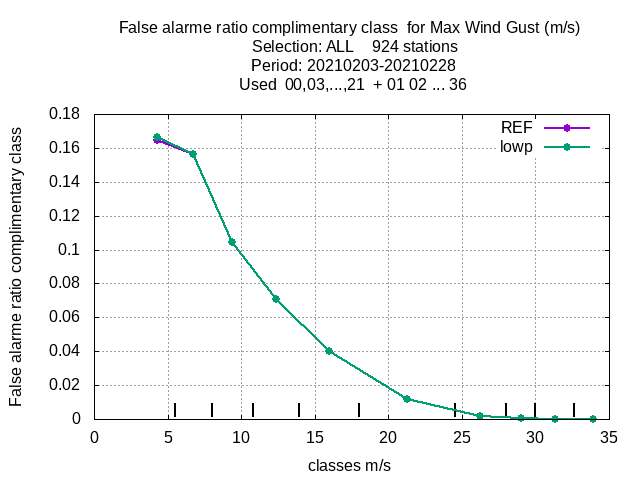 False alarme ratio complimentary class  for Max Wind Gust (m/s)
Selection: ALL    924 stations
Period: 20210203-20210228
Used  00,03,...,21  + 01 02 ... 36
REF
lowp
False alarme ratio complimentary class
0.18
0.16
0.14
0.12
0.1
0.08
0.06
0.04
0.02
0
0 5 10 15 20 25 30 35
classes m/s